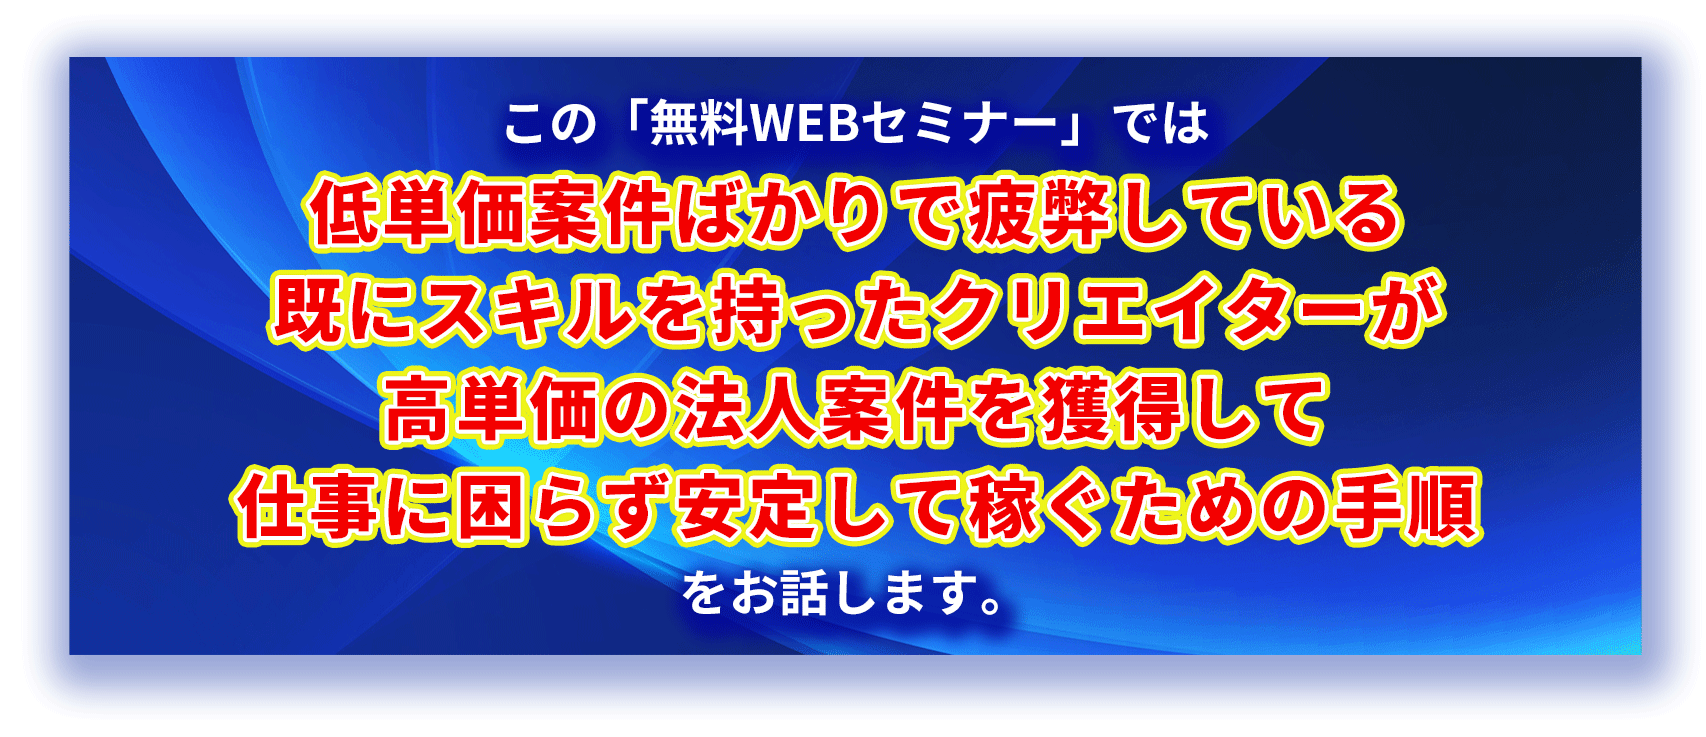 この「無料WEBセミナー」では
低単価案件ばかりで疲弊している
既にスキルを持ったクリエイターが
高単価の法人案件を獲得して
仕事に困らず安定して稼ぐための手順
をお話します。